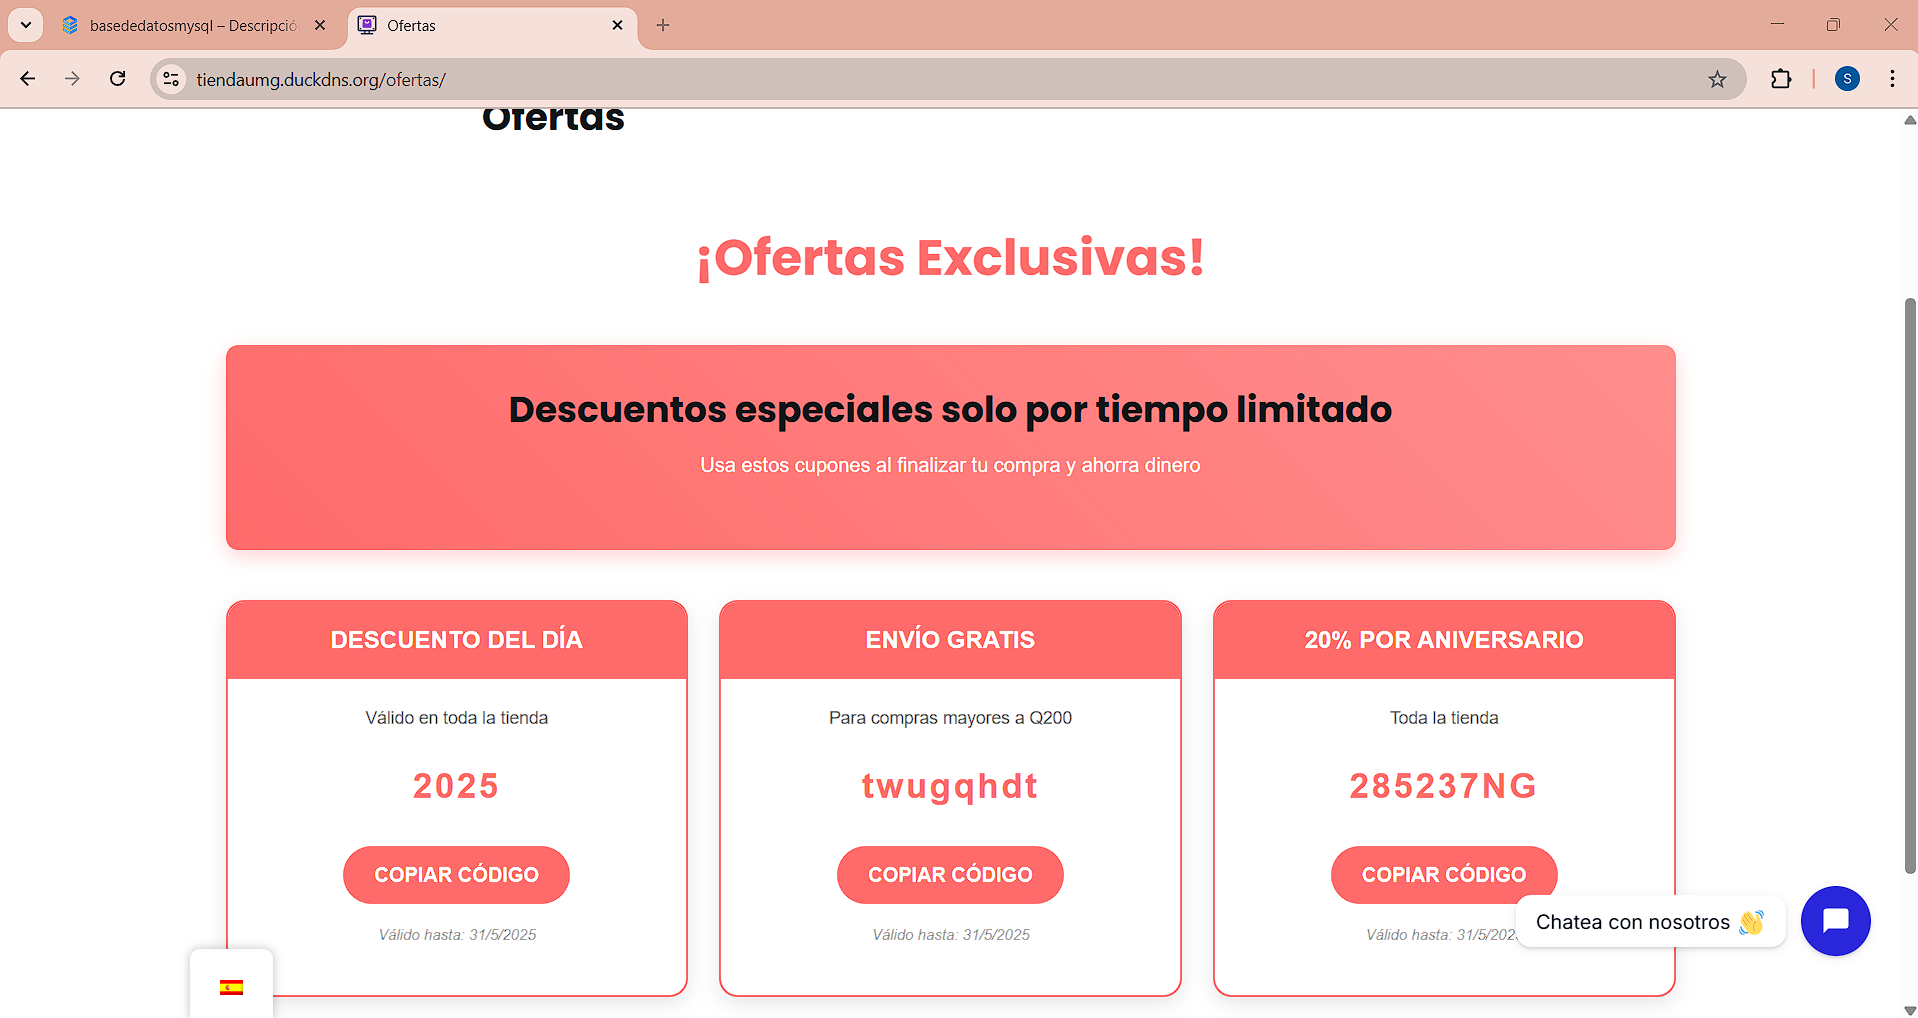 basededatosmysql – Descripció
Ofertas
tiendaumg.duckdns.org/ofertas/
S
Ofertas
¡Ofertas Exclusivas!
Descuentos especiales solo por tiempo limitado
Usa estos cupones al finalizar tu compra y ahorra dinero
DESCUENTO DEL DÍA
Válido en toda la tienda
2025
COPIAR CÓDIGO
Válido hasta: 31/5/2025
ENVÍO GRATIS
Para compras mayores a Q200
twugqhdt
COPIAR CÓDIGO
Válido hasta: 31/5/2025
20% POR ANIVERSARIO
Toda la tienda
285237NG
COPIAR CÓDIGO
Válido hasta: 31/5/202
Chatea con nosotros 👋